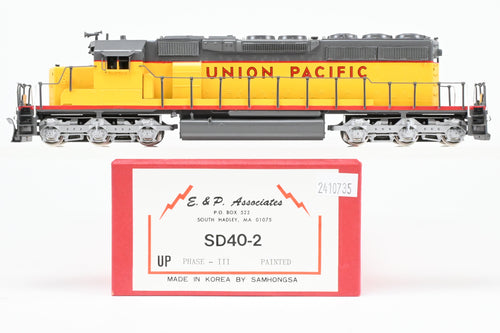 UNION PACIFIC
E. & P. Associates
P.O. BOX 522
SOUTH HADLEY, MA 01075
2410735
SD40-2
UP PHASE - III PAINTED
MADE IN KOREA BY SAMHONGSA